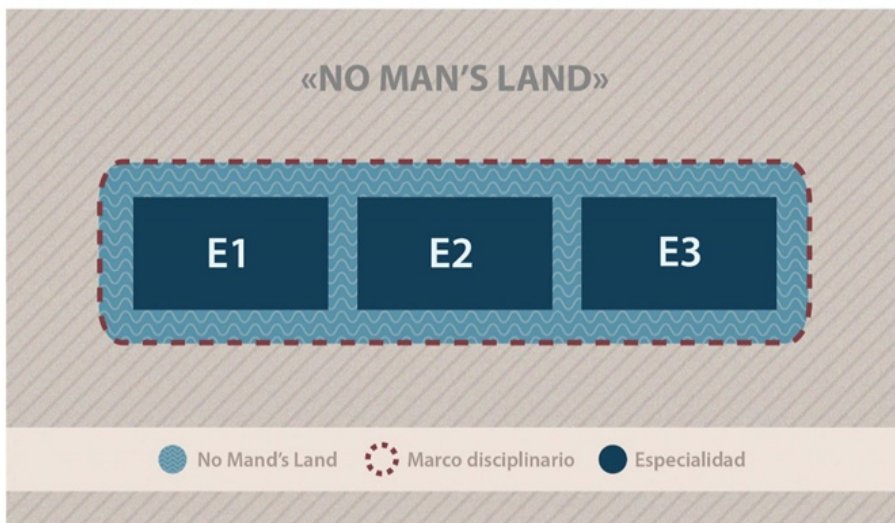 «NO MAN'S LAND»
E1 E2 E3
No Mand's Land Marco disciplinario Especialidad